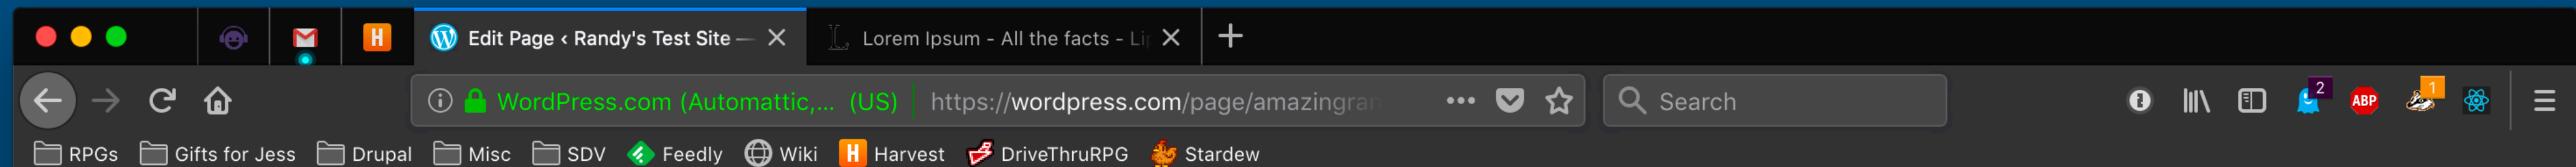 H Edit Page ‹ Randy's Test Site — Lorem Ipsum - All the facts - Li
WordPress.com (Automattic,... (US) https://wordpress.com/page/amazingran Search 2 ABP 1
RPGs Gifts for Jess Drupal Misc SDV Feedly Wiki H Harvest DriveThruRPG Stardew